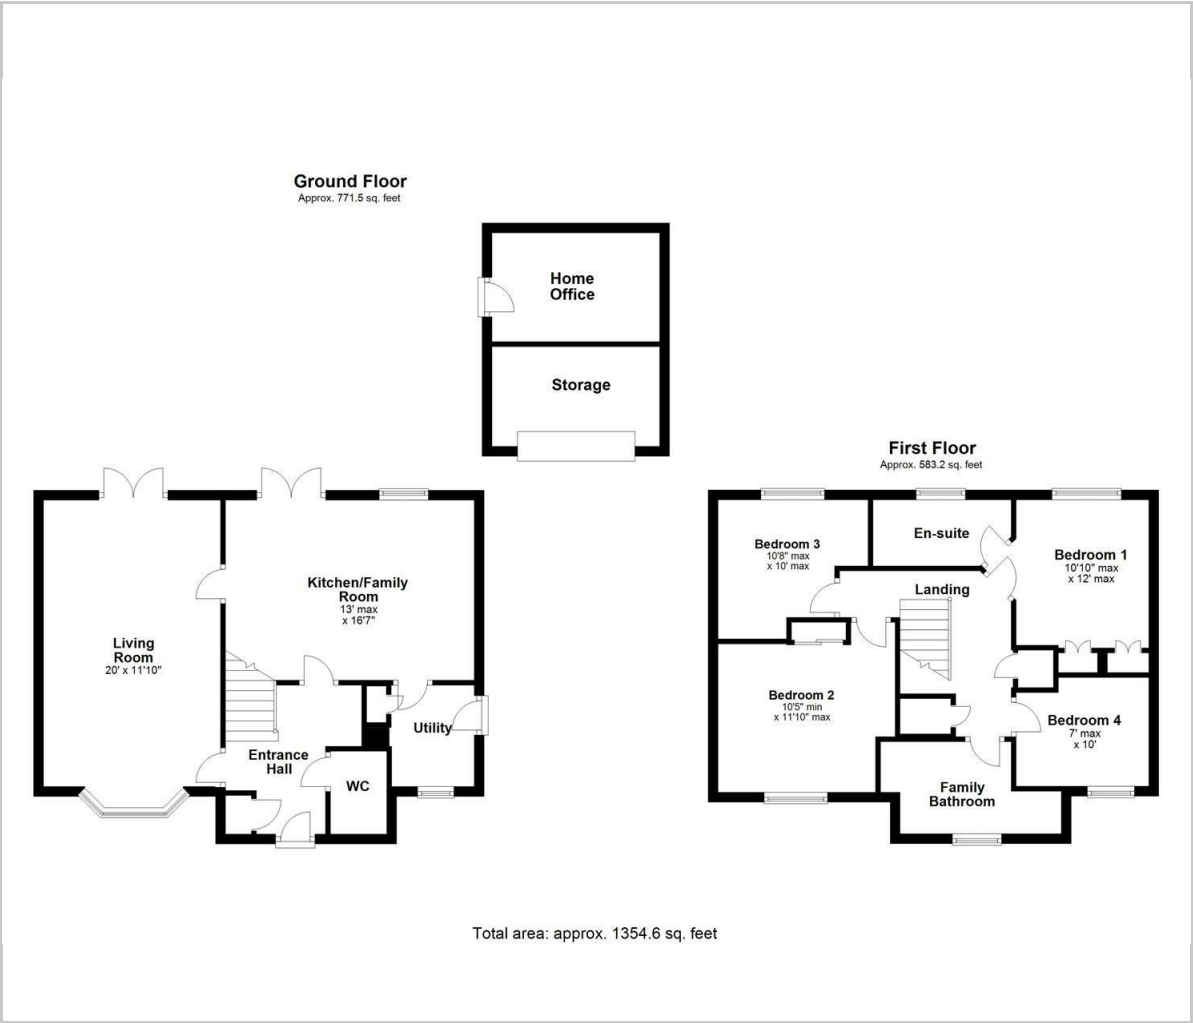 Ground Floor
Approx. 771.5 sq. feet
Home
Office
Storage
Kitchen/Family
Room
13' max
x 16'7"
Living
Room
20' x 11'10"
Utility
Entrance
Hall
WC
First Floor
Approx. 583.2 sq. feet
En-suite
Bedroom 3
10'8" max
x 10' max
Bedroom 1
10'10" max
x 12' max
Landing
Bedroom 2
10'5" min
x 11'10" max
Bedroom 4
7' max
x 10'
Family
Bathroom
Total area: approx. 1354.6 sq. feet